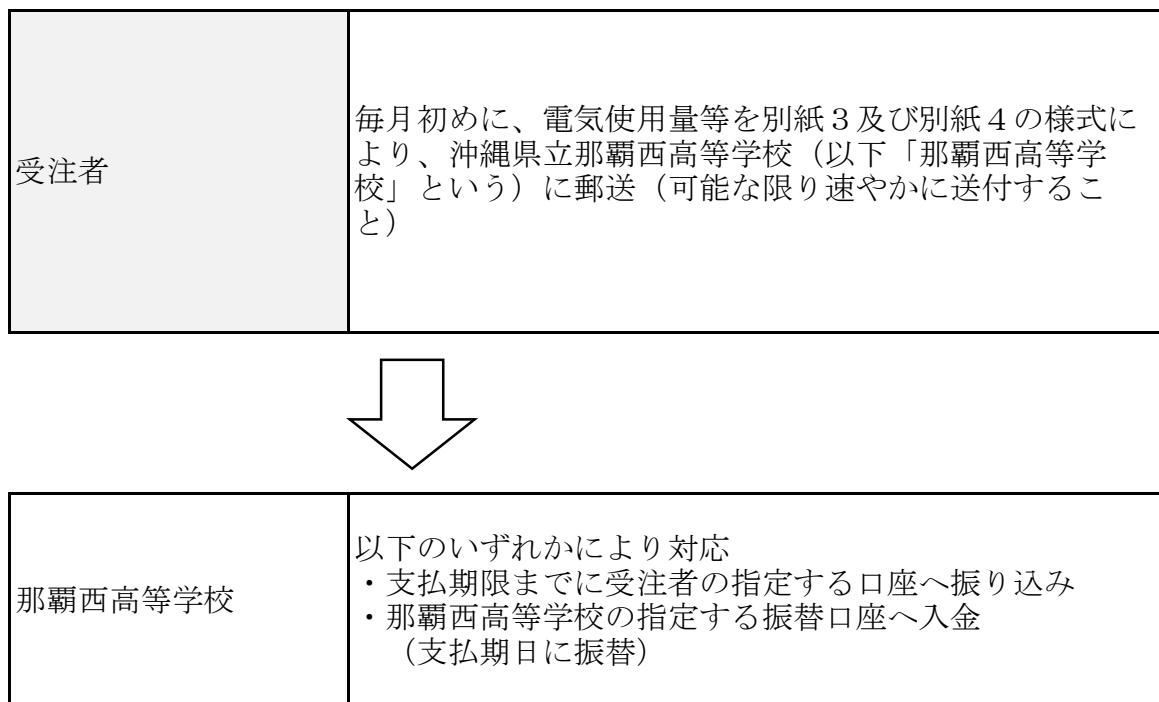 受注者
毎月初めに、電気使用量等を別紙３及び別紙４の様式に
より、沖縄県立那覇西高等学校（以下「那覇西高等学
校」という）に郵送（可能な限り速やかに送付するこ
と）
那覇西高等学校
以下のいずれかにより対応
・支払期限までに受注者の指定する口座へ振り込み
・那覇西高等学校の指定する振替口座へ入金
（支払期日に振替）